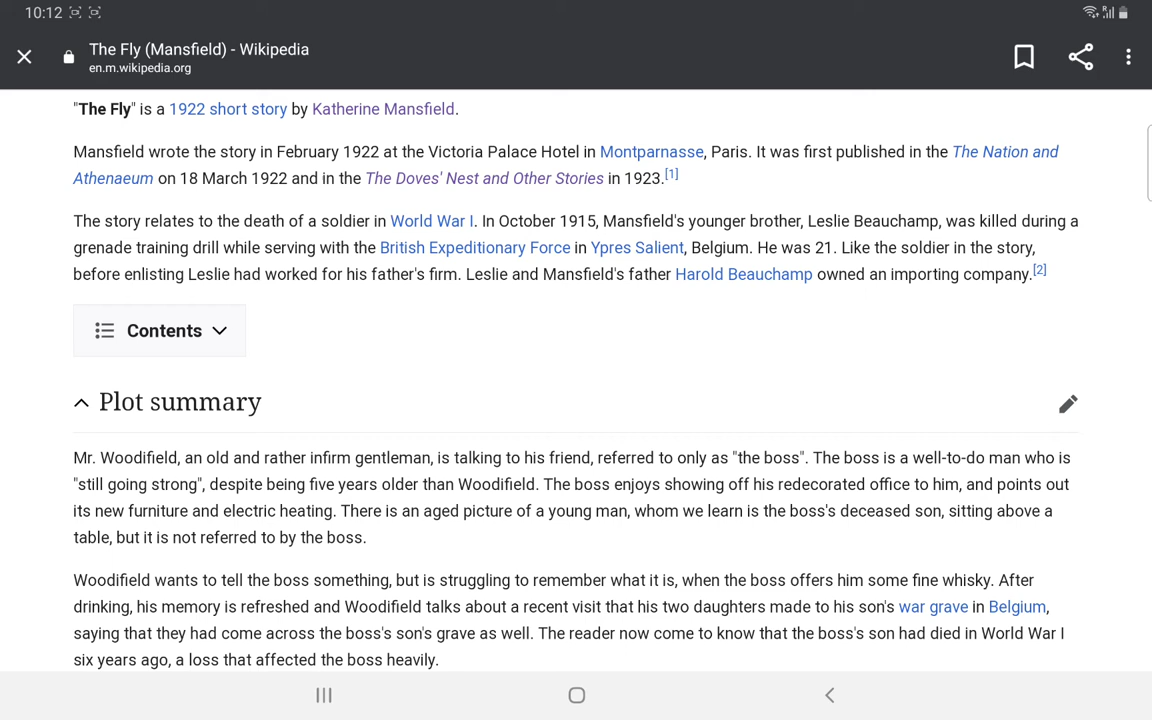 10:12
The Fly (Mansfield) - Wikipedia
en.m.wikipedia.org
"The Fly" is a 1922 short story by Katherine Mansfield.
Mansfield wrote the story in February 1922 at the Victoria Palace Hotel in Montparnasse, Paris. It was first published in the The Nation and
Athenaeum on 18 March 1922 and in the The Doves' Nest and Other Stories in 1923.[1]
The story relates to the death of a soldier in World War I. In October 1915, Mansfield's younger brother, Leslie Beauchamp, was killed during a
grenade training drill while serving with the British Expeditionary Force in Ypres Salient, Belgium. He was 21. Like the soldier in the story,
before enlisting Leslie had worked for his father's firm. Leslie and Mansfield's father Harold Beauchamp owned an importing company.[2]
Contents
Plot summary
Mr. Woodifield, an old and rather infirm gentleman, is talking to his friend, referred to only as "the boss". The boss is a well-to-do man who is
"still going strong", despite being five years older than Woodifield. The boss enjoys showing off his redecorated office to him, and points out
its new furniture and electric heating. There is an aged picture of a young man, whom we learn is the boss's deceased son, sitting above a
table, but it is not referred to by the boss.
Woodifield wants to tell the boss something, but is struggling to remember what it is, when the boss offers him some fine whisky. After
drinking, his memory is refreshed and Woodifield talks about a recent visit that his two daughters made to his son's war grave in Belgium,
saying that they had come across the boss's son's grave as well. The reader now come to know that the boss's son had died in World War I
six years ago, a loss that affected the boss heavily.